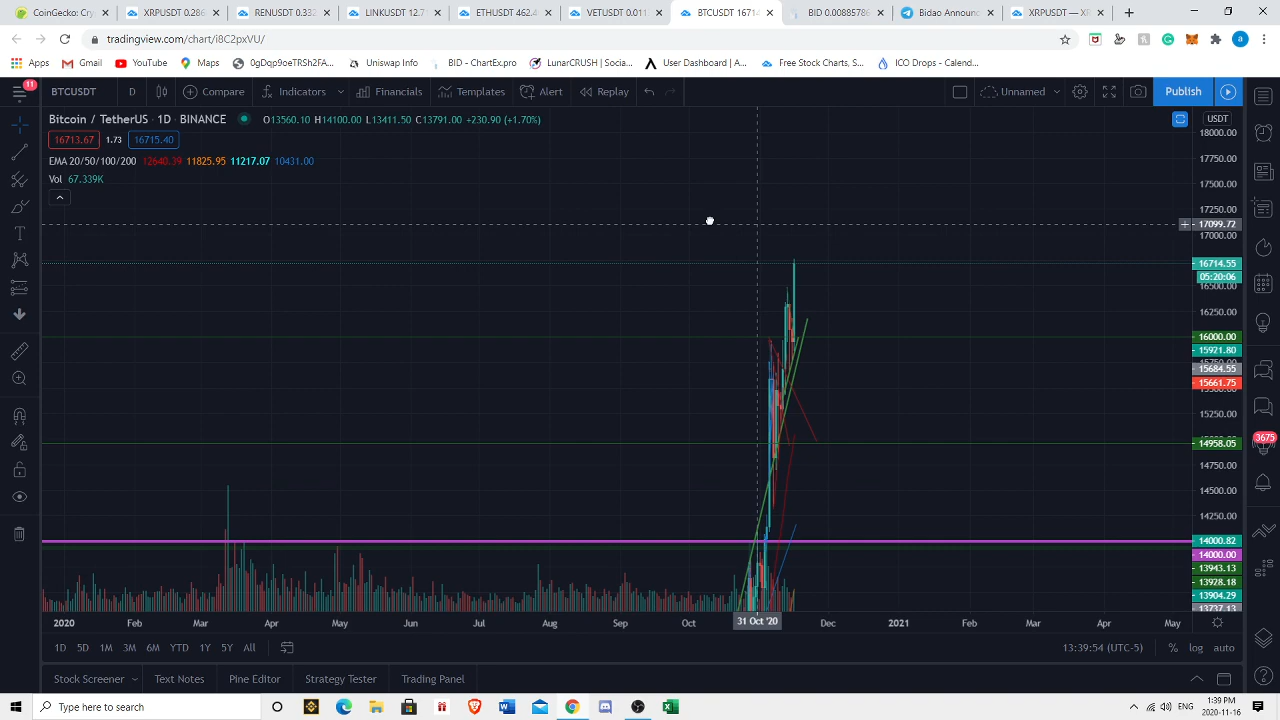 CoinGecko: Cry
XRPUSDT 0.286
RENUSDT 0.332
LINKUSDT 12.71
ETHUSDT 462.4
VETUSDT 0.011
BTCUSDT 1671
BID 0.08885786
Bidao Announc
XRPUSDT — XR
tradingview.com/chart/i8C2pxVU/
Apps
Gmail
YouTube
Maps
0gDqp9nTRSh2FA...
Uniswap Info
BID - ChartEx.pro
LunarCRUSH | Socia...
User Dashboard | A...
Free Stock Charts, S...
ICO Drops - Calend...
11
BTCUSDT
D
Compare
Indicators
Financials
Templates
Alert
Replay
Unnamed
Publish
Bitcoin / TetherUS · 1D · BINANCE
O13560.10 H14100.00 L13411.50 C13791.00 +230.90 (+1.70%)
USDT
16713.67 1.73 16715.40
EMA 20/50/100/200 12640.39 11825.95 11217.07 10431.00
Vol 67.339K
18000.00
17750.00
17500.00
17250.00
17099.72
17000.00
16714.55
05:20:06
16500.00
16250.00
16000.00
15921.80
15684.55
15661.75
15250.00
14958.05
14750.00
14500.00
14250.00
14000.82
14000.00
13943.13
13928.18
13904.29
13737.13
3675
2020 Feb Mar Apr May Jun Jul Aug Sep Oct 31 Oct '20 Dec 2021 Feb Mar Apr May
1D 5D 1M 3M 6M YTD 1Y 5Y All
13:39:54 (UTC-5) % log auto
Stock Screener
Text Notes
Pine Editor
Strategy Tester
Trading Panel
Type here to search
ENG
1:39 PM
2020-11-16